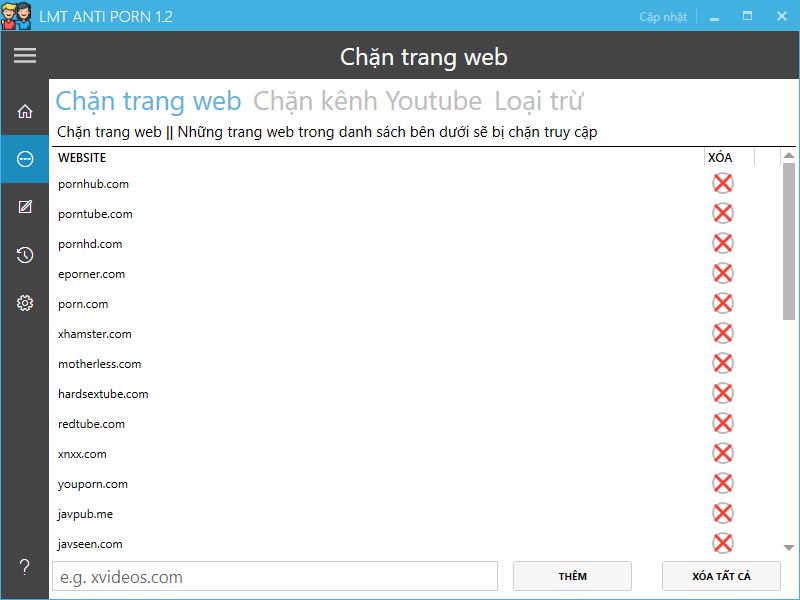 LMT ANTI PORN 1.2 Cập nhật
Chặn trang web
Chặn trang web Chặn kênh Youtube Loại trừ
Chặn trang web || Những trang web trong danh sách bên dưới sẽ bị chặn truy cập
WEBSITE XÓA
pornhub.com
porntube.com
pornhd.com
eporner.com
porn.com
xhamster.com
motherless.com
hardsextube.com
redtube.com
xnxx.com
youporn.com
javpub.me
javseen.com
? e.g. xvideos.com THÊM XÓA TẤT CẢ